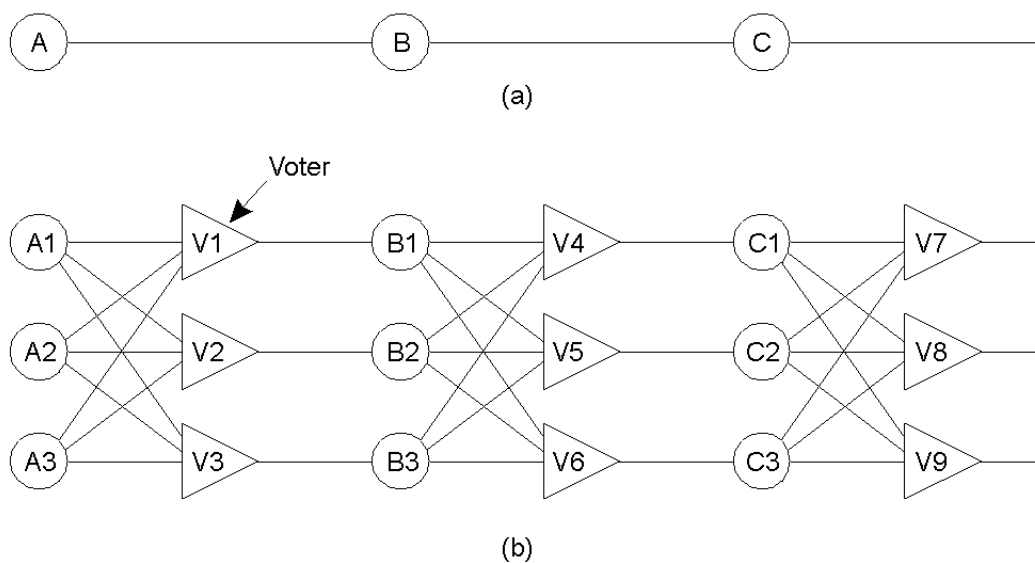 A B C
(a)
Voter
A1 V1 B1 V4 C1 V7
A2 V2 B2 V5 C2 V8
A3 V3 B3 V6 C3 V9
(b)